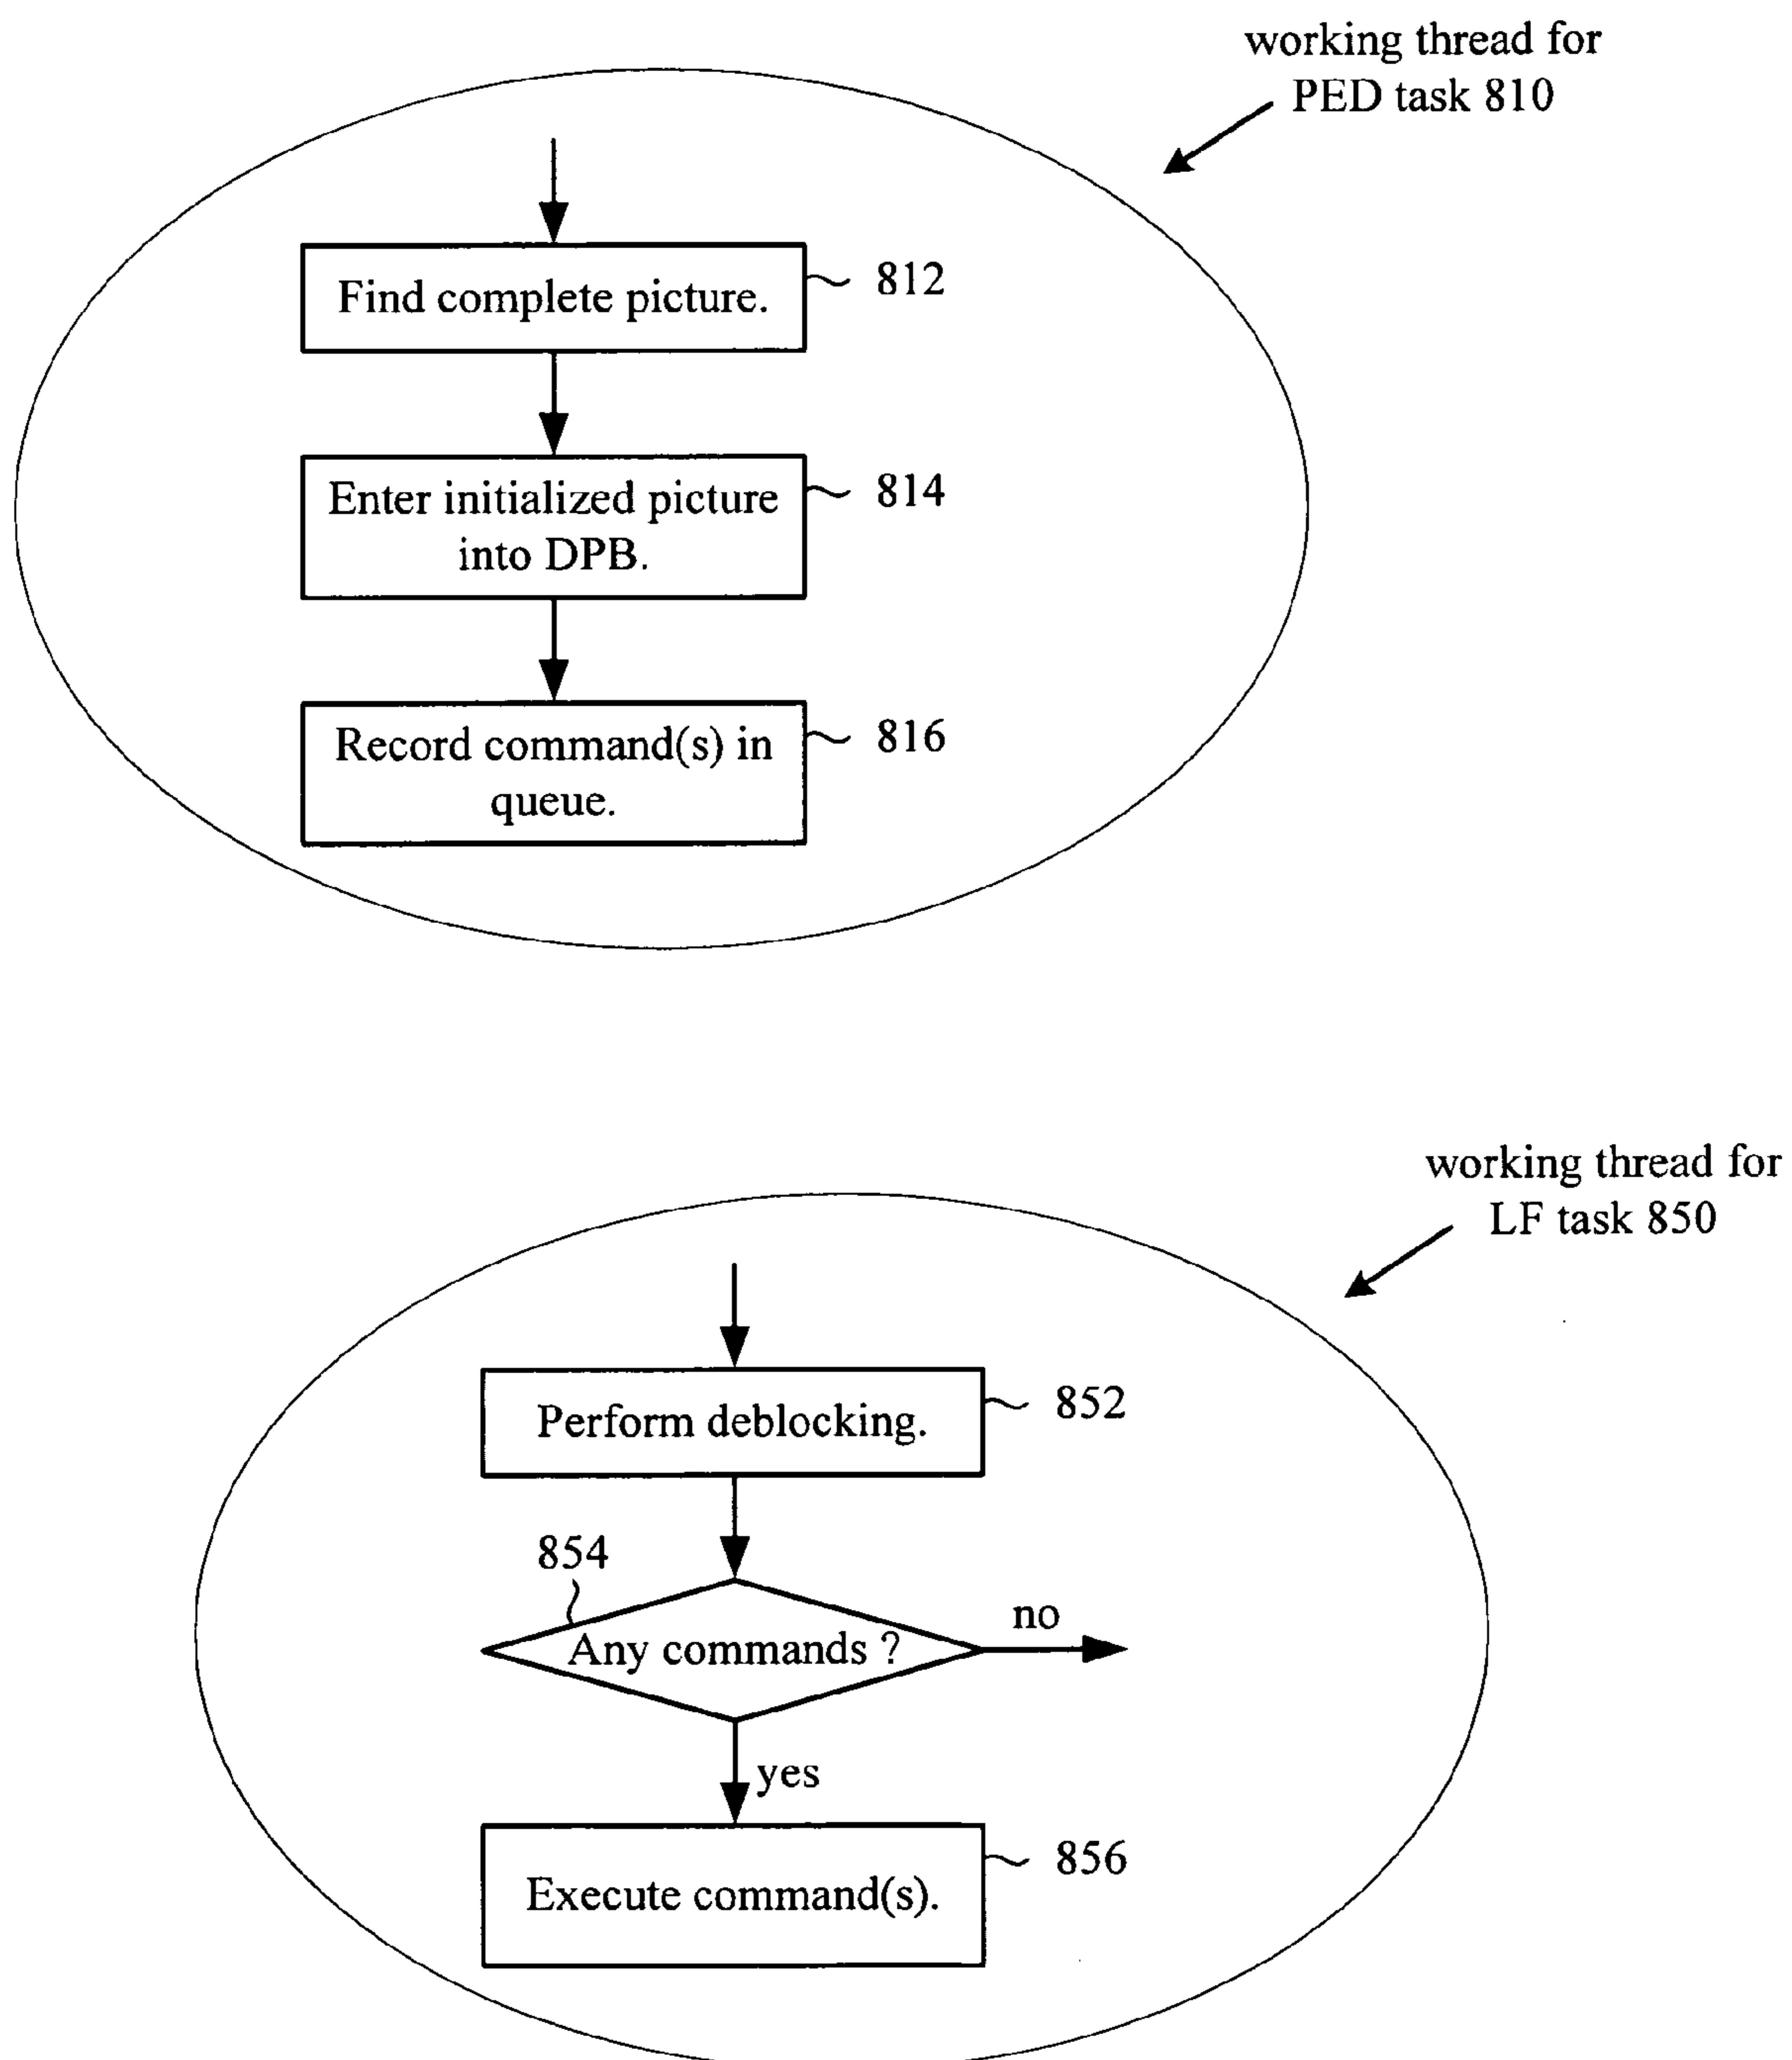 working thread for
PED task 810
Find complete picture.
812
Enter initialized picture
into DPB.
814
Record command(s) in
queue.
816
working thread for
LF task 850
Perform deblocking.
852
854
Any commands ?
no
yes
Execute command(s).
856